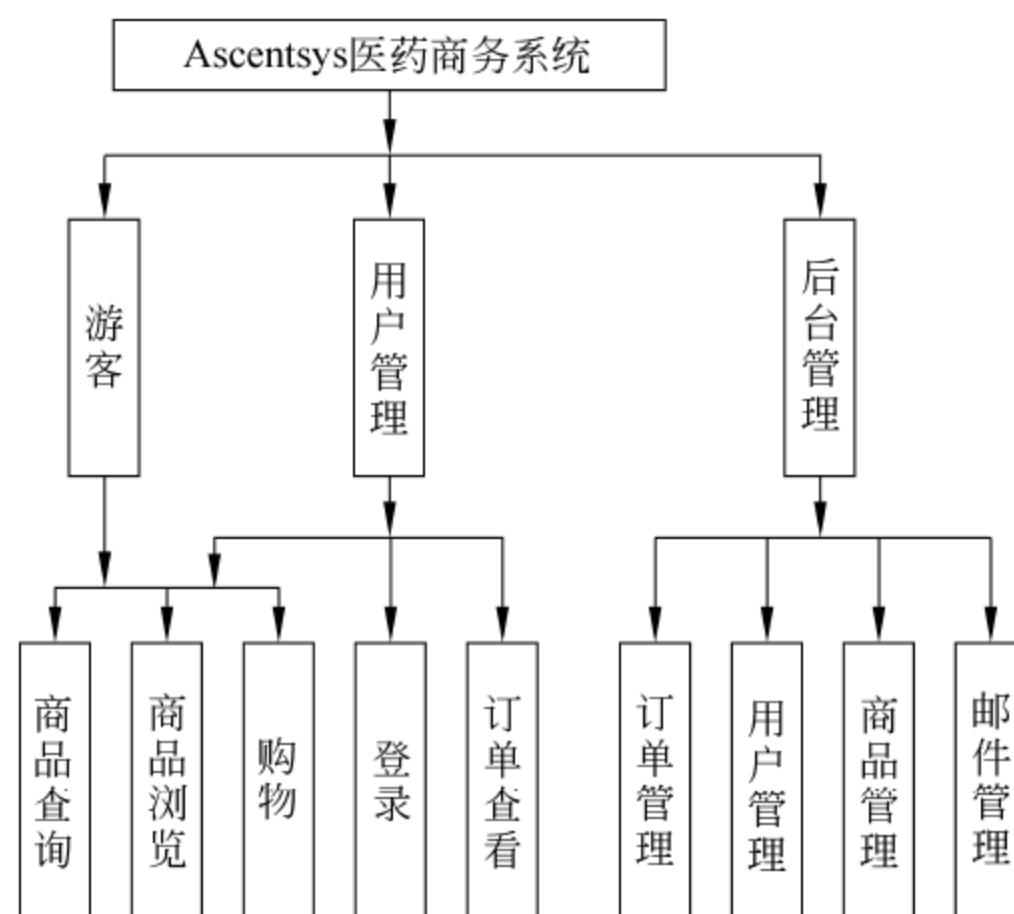 Ascentsys医药商务系统
游客
用户管理
后台管理
商品查询
商品浏览
购物
登录
订单查看
订单管理
用户管理
商品管理
邮件管理